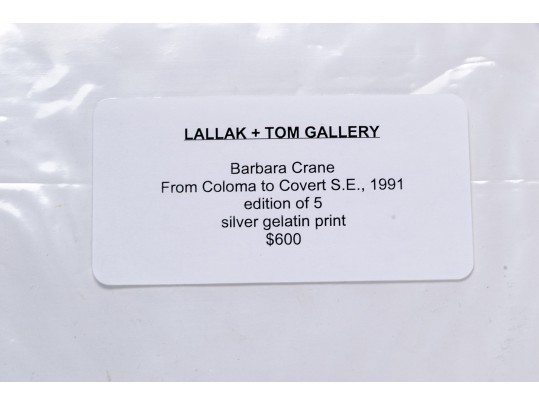 LALLAK + TOM GALLERY
Barbara Crane
From Coloma to Covert S.E., 1991
edition of 5
silver gelatin print
$600